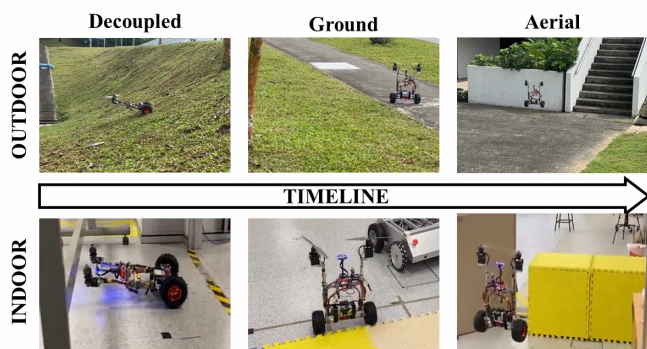 Decoupled
Ground
Aerial
OUTDOOR
TIMELINE
INDOOR